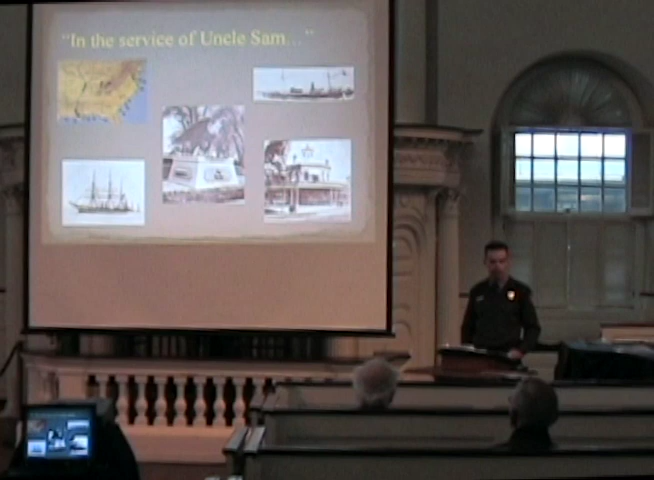 “In the service of Uncle Sam…”